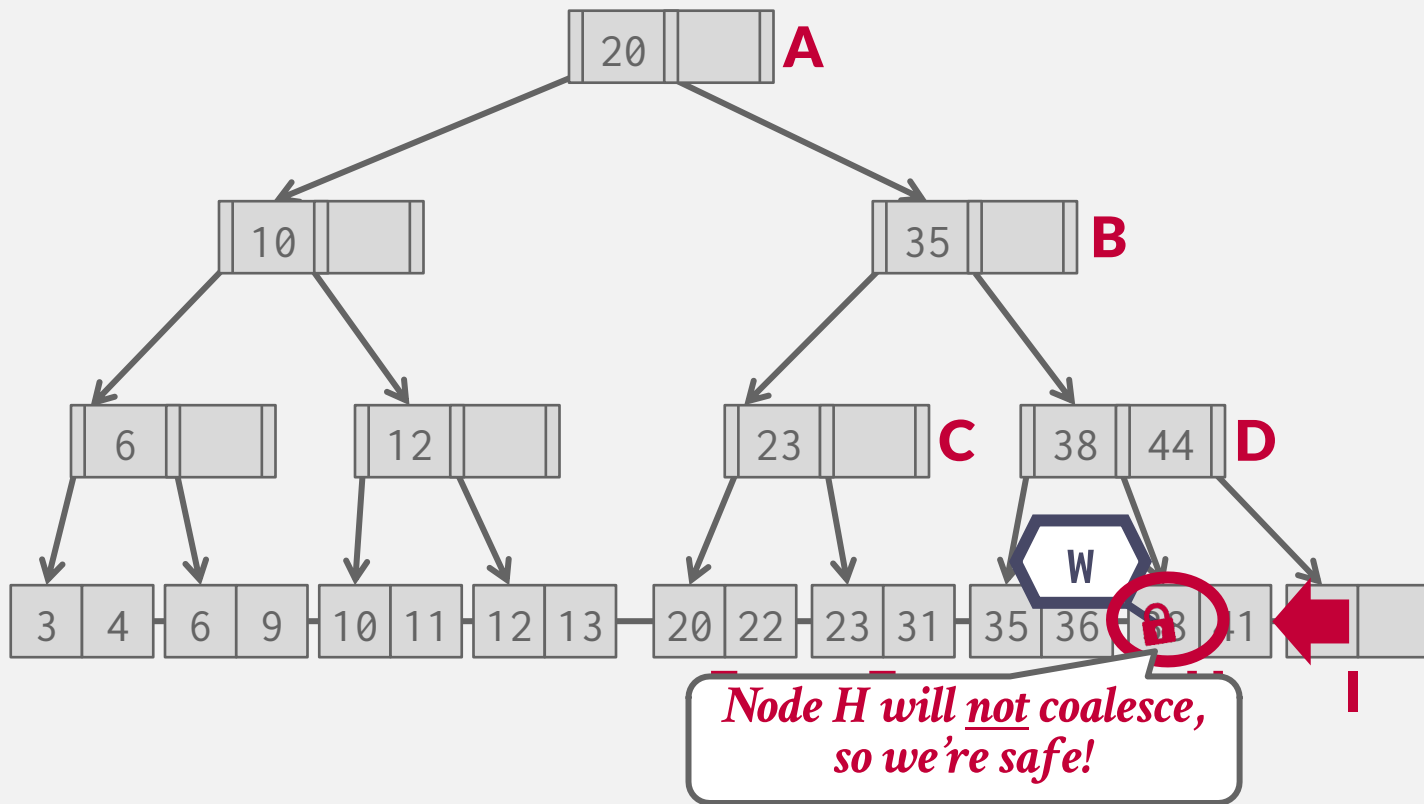 20 A
10 35 B
6 12 23 C 38 44 D
W
3 4 6 9 10 11 12 13 20 22 23 31 35 36 41
I
Node H will not coalesce,
so we're safe!